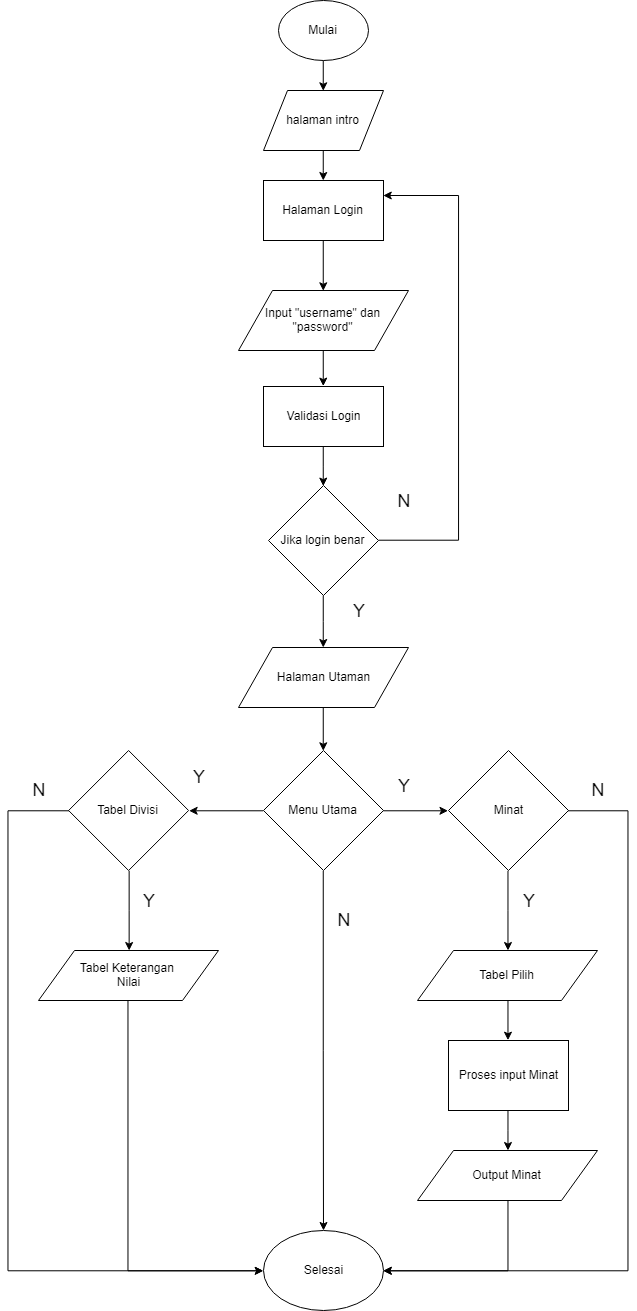 Mulai
halaman intro
Halaman Login
Input "username" dan
"password"
Validasi Login
N
Jika login benar
Y
Halaman Utaman
N
Tabel Divisi
Y
Menu Utama
Y
Minat
N
Y
N
Y
Tabel Keterangan
Nilai
Tabel Pilih
Proses input Minat
Output Minat
Selesai